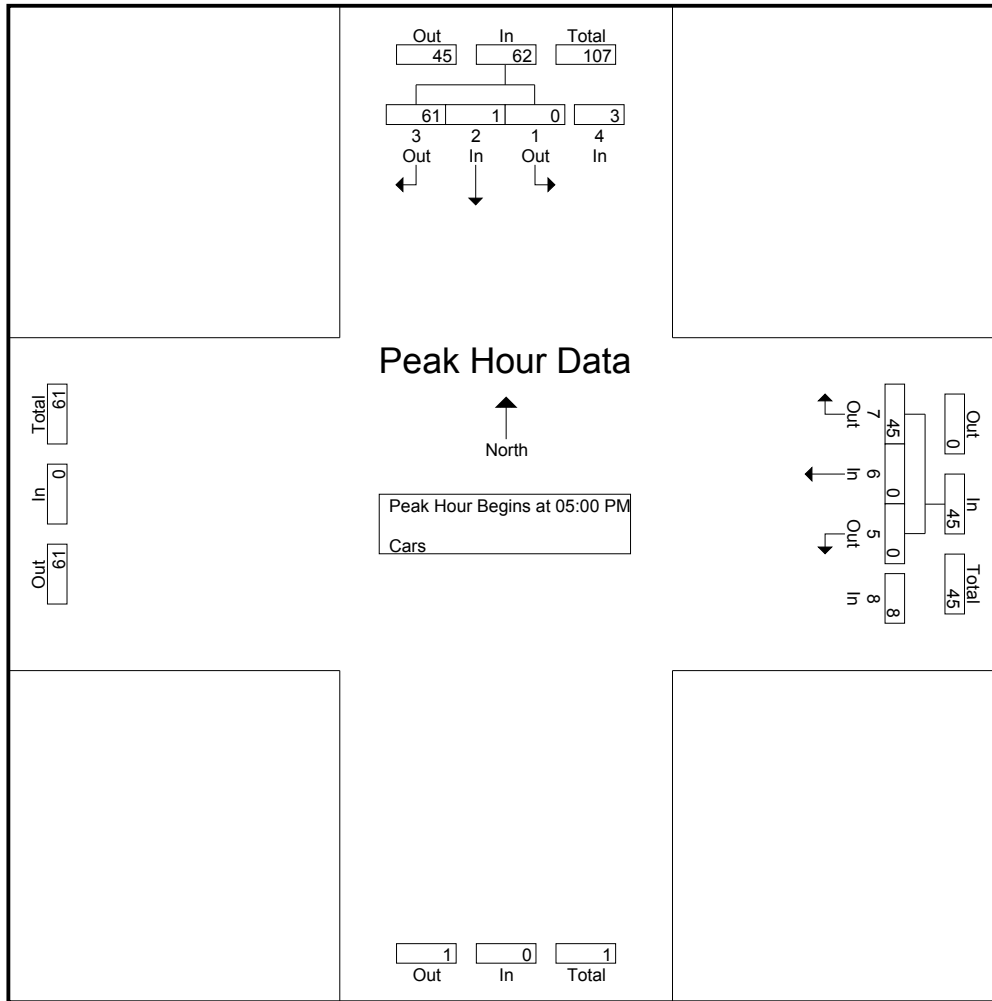 Out In Total
45 62 107
61 1 0 3
3 2 1 4
Out In Out In
Peak Hour Data
North
Peak Hour Begins at 05:00 PM
Cars
Total 61
In 0
Out 61
Out 0
In 45
Total 45
45 0 0 8
7 6 5 8
Out In Out In
1 0 1
Out In Total